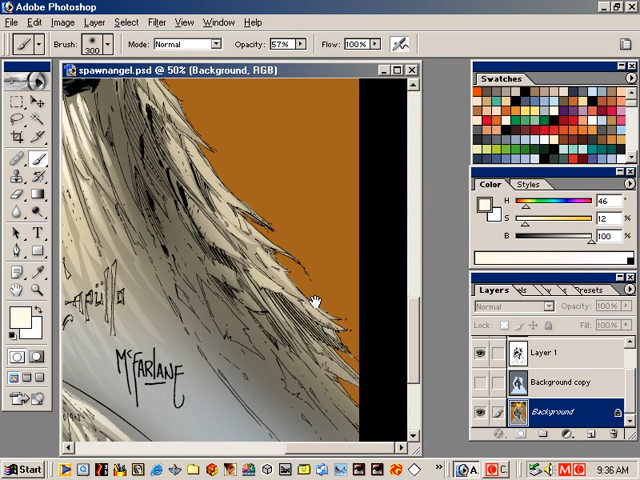 Adobe Photoshop
File Edit Image Layer Select Filter View Window Help
Brush: 300 Mode: Normal Opacity: 57% Flow: 100%
spawnangel.psd @ 50% (Background, RGB)
Swatches
Color Styles
H 46
S 12 %
B 100 %
Layers
Normal Opacity: 100%
Lock: Fill: 100%
Layer 1
Background copy
Background
McFARLANE
Start A. C. 9:36 AM